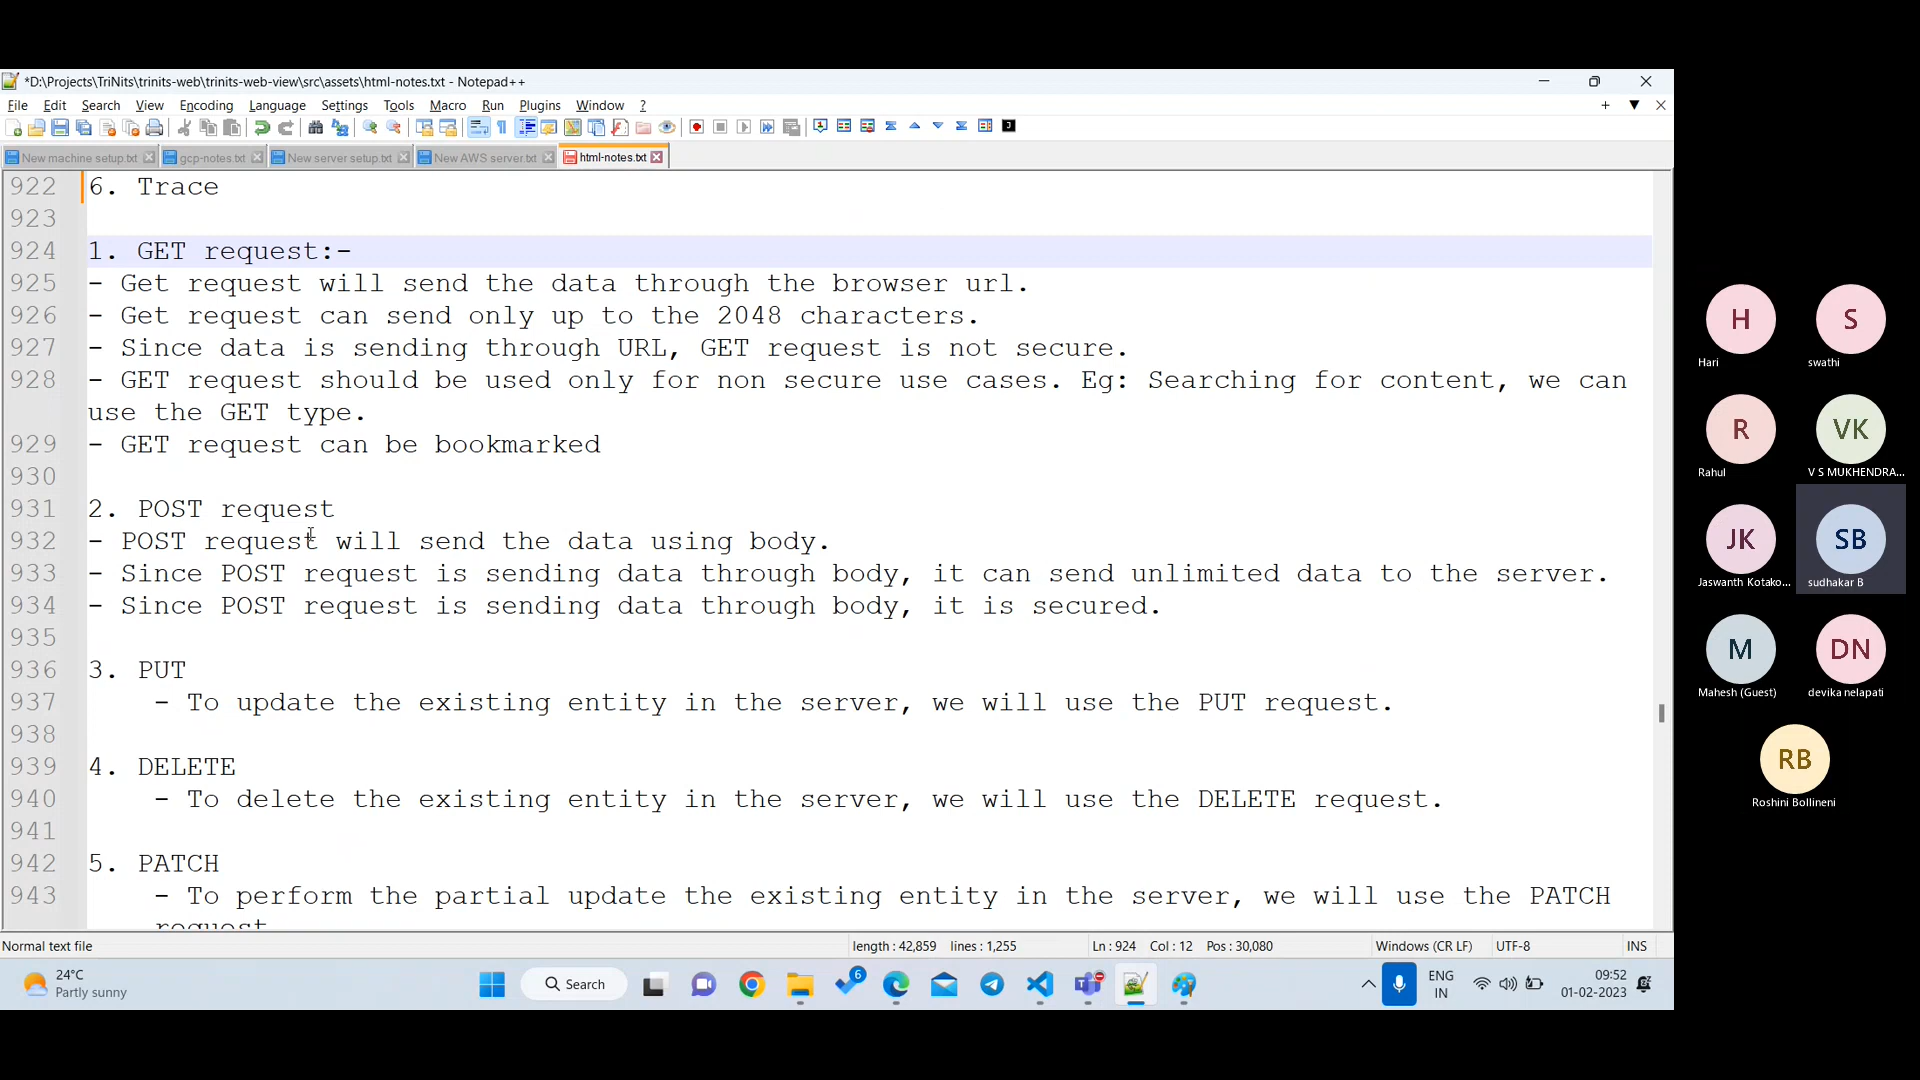 *D:\Projects\TriNits\trinits-web\trinits-web-view\src\assets\html-notes.txt - Notepad++
File Edit Search View Encoding Language Settings Tools Macro Run Plugins Window ?
New machine setup.txt gcp-notes.txt New server setup.txt New AWS server.txt html-notes.txt
922 6. Trace
923
924 1. GET request:-
925 - Get request will send the data through the browser url.
926 - Get request can send only up to the 2048 characters.
927 - Since data is sending through URL, GET request is not secure.
928 - GET request should be used only for non secure use cases. Eg: Searching for content, we can
use the GET type.
929 - GET request can be bookmarked
930
931 2. POST request
932 - POST request will send the data using body.
933 - Since POST request is sending data through body, it can send unlimited data to the server.
934 - Since POST request is sending data through body, it is secured.
935
936 3. PUT
937 - To update the existing entity in the server, we will use the PUT request.
938
939 4. DELETE
940 - To delete the existing entity in the server, we will use the DELETE request.
941
942 5. PATCH
943 - To perform the partial update the existing entity in the server, we will use the PATCH
request
Normal text file length : 42,859 lines : 1,255 Ln : 924 Col : 12 Pos : 30,080 Windows (CR LF) UTF-8 INS
24°C
Partly sunny
Search
6
ENG
IN
09:52
01-02-2023
H
Hari
S
swathi
R
Rahul
VK
V S MUKHENDRA...
JK
Jaswanth Kotako...
SB
sudhakar B
M
Mahesh (Guest)
DN
devika nelapati
RB
Roshini Bollineni